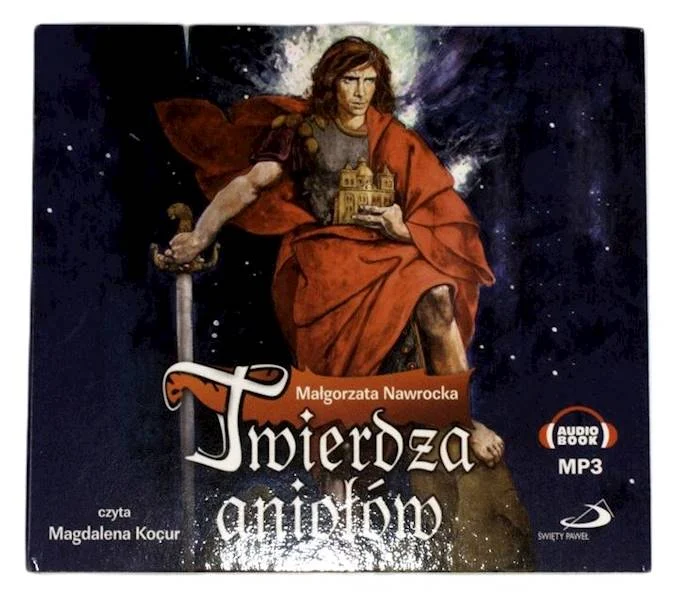 Małgorzata Nawrocka
Twierdza
aniołów
AUDIO
BOOK
MP3
czyta
Magdalena Koçur
ŚWIĘTY PAWEŁ